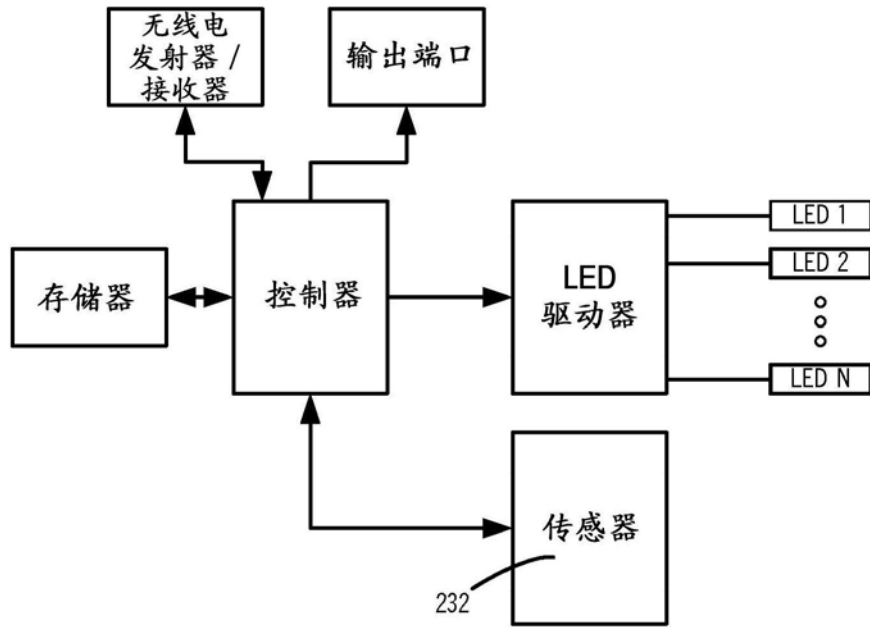 无线电
发射器 /
接收器
输出端口
存储器
控制器
LED
驱动器
LED 1
LED 2
LED N
传感器
232